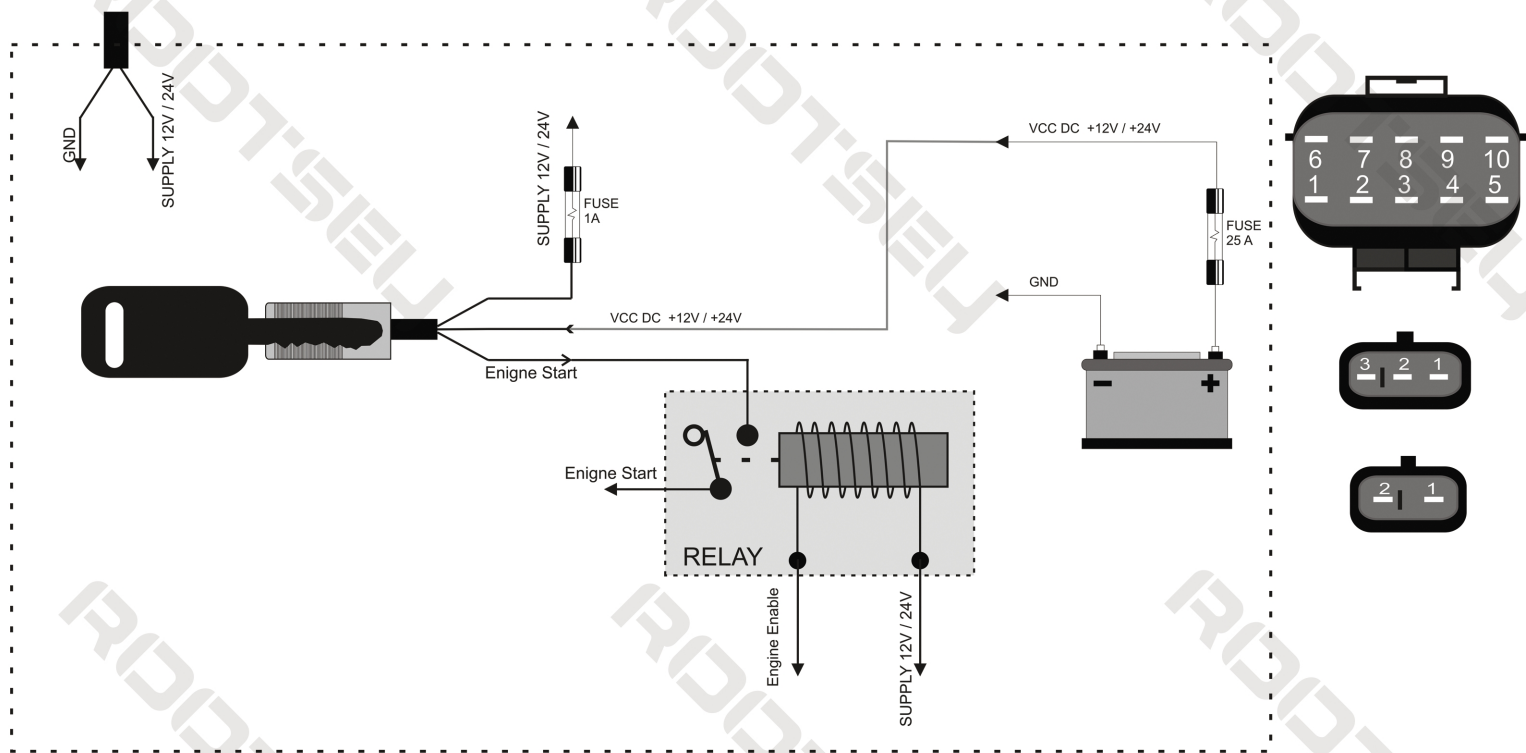 GND
SUPPLY 12V / 24V
SUPPLY 12V / 24V
FUSE
1A
VCC DC +12V / +24V
FUSE
25 A
GND
VCC DC +12V / +24V
Enigne Start
Enigne Start
RELAY
Engine Enable
SUPPLY 12V / 24V
6 7 8 9 10
1 2 3 4 5
3 2 1
2 1
ROOTSELL
ROOTSELL